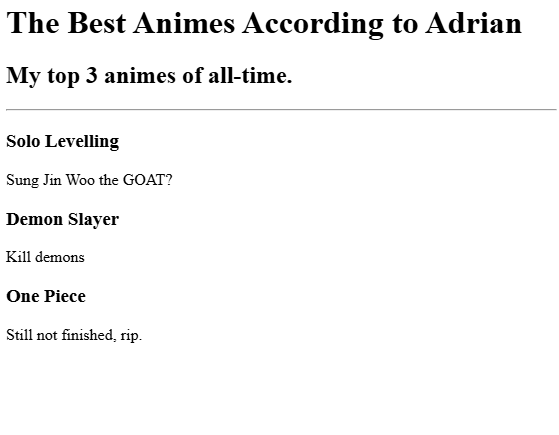 The Best Animes According to Adrian
My top 3 animes of all-time.
Solo Levelling
Sung Jin Woo the GOAT?
Demon Slayer
Kill demons
One Piece
Still not finished, rip.